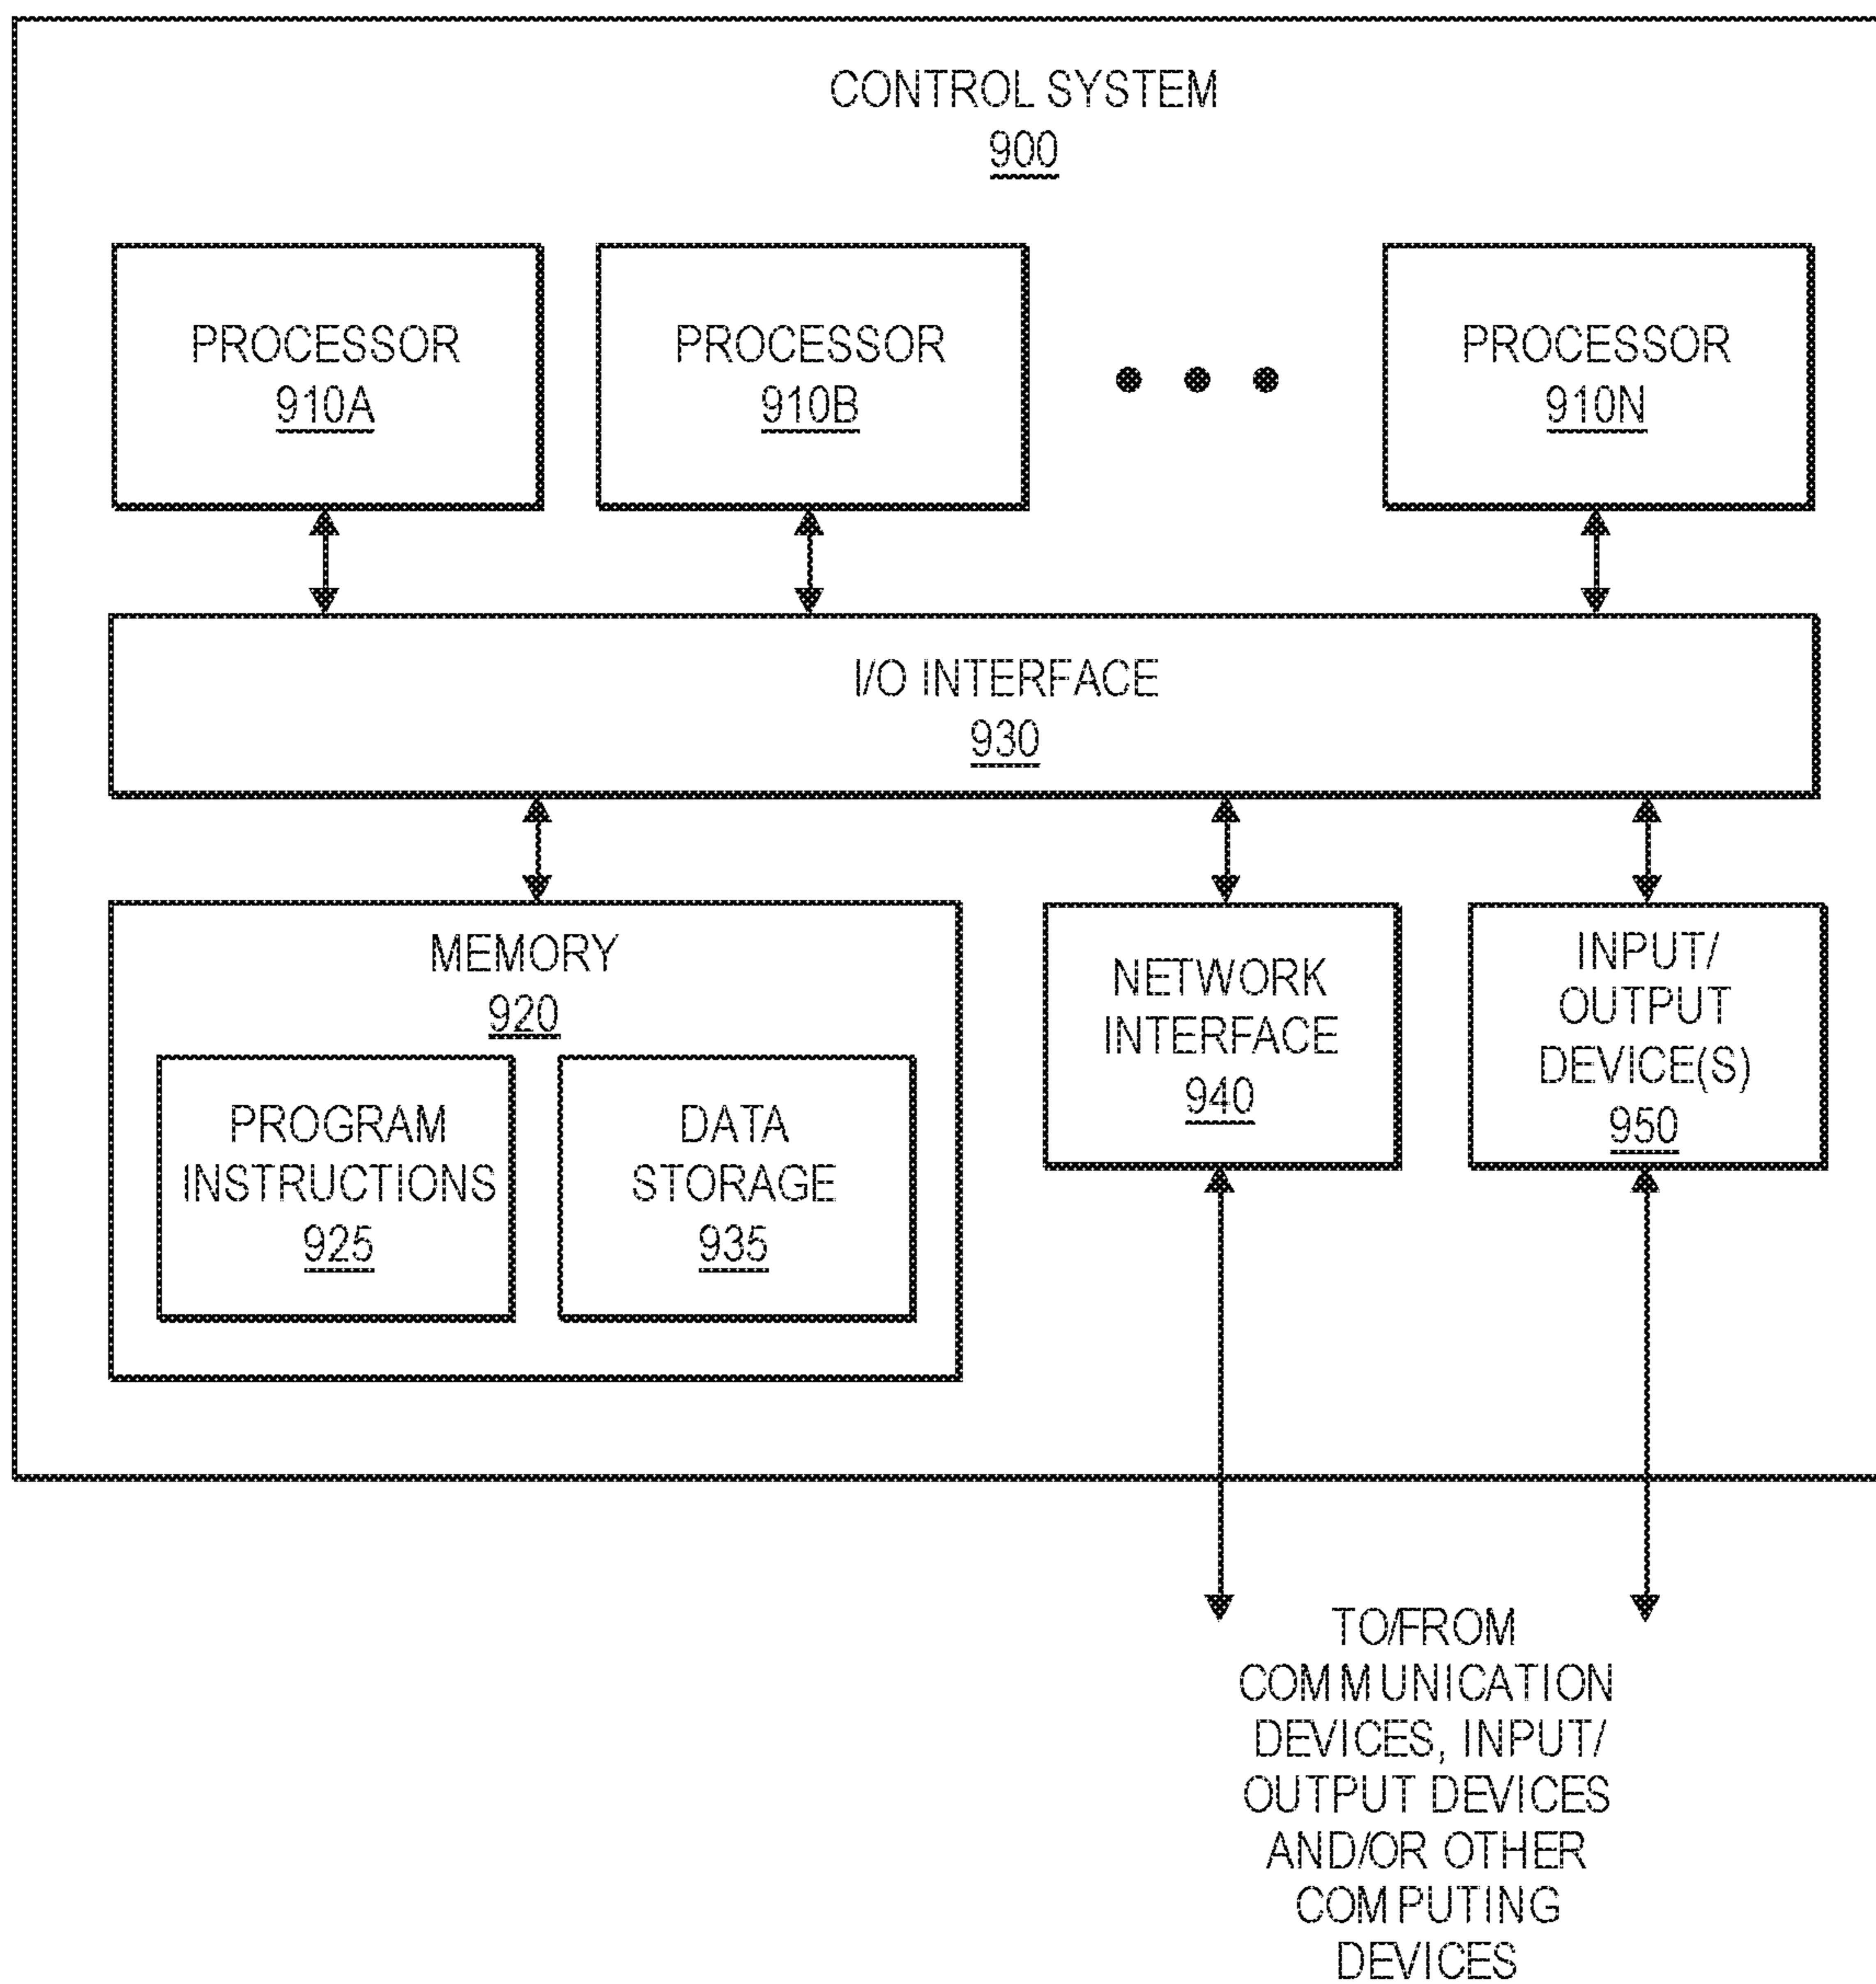 CONTROL SYSTEM
900
PROCESSOR
910A
PROCESSOR
910B
PROCESSOR
910N
I/O INTERFACE
930
MEMORY
920
PROGRAM
INSTRUCTIONS
925
DATA
STORAGE
935
NETWORK
INTERFACE
940
INPUT/
OUTPUT
DEVICE(S)
950
TO/FROM
COMMUNICATION
DEVICES, INPUT/
OUTPUT DEVICES
AND/OR OTHER
COMPUTING
DEVICES